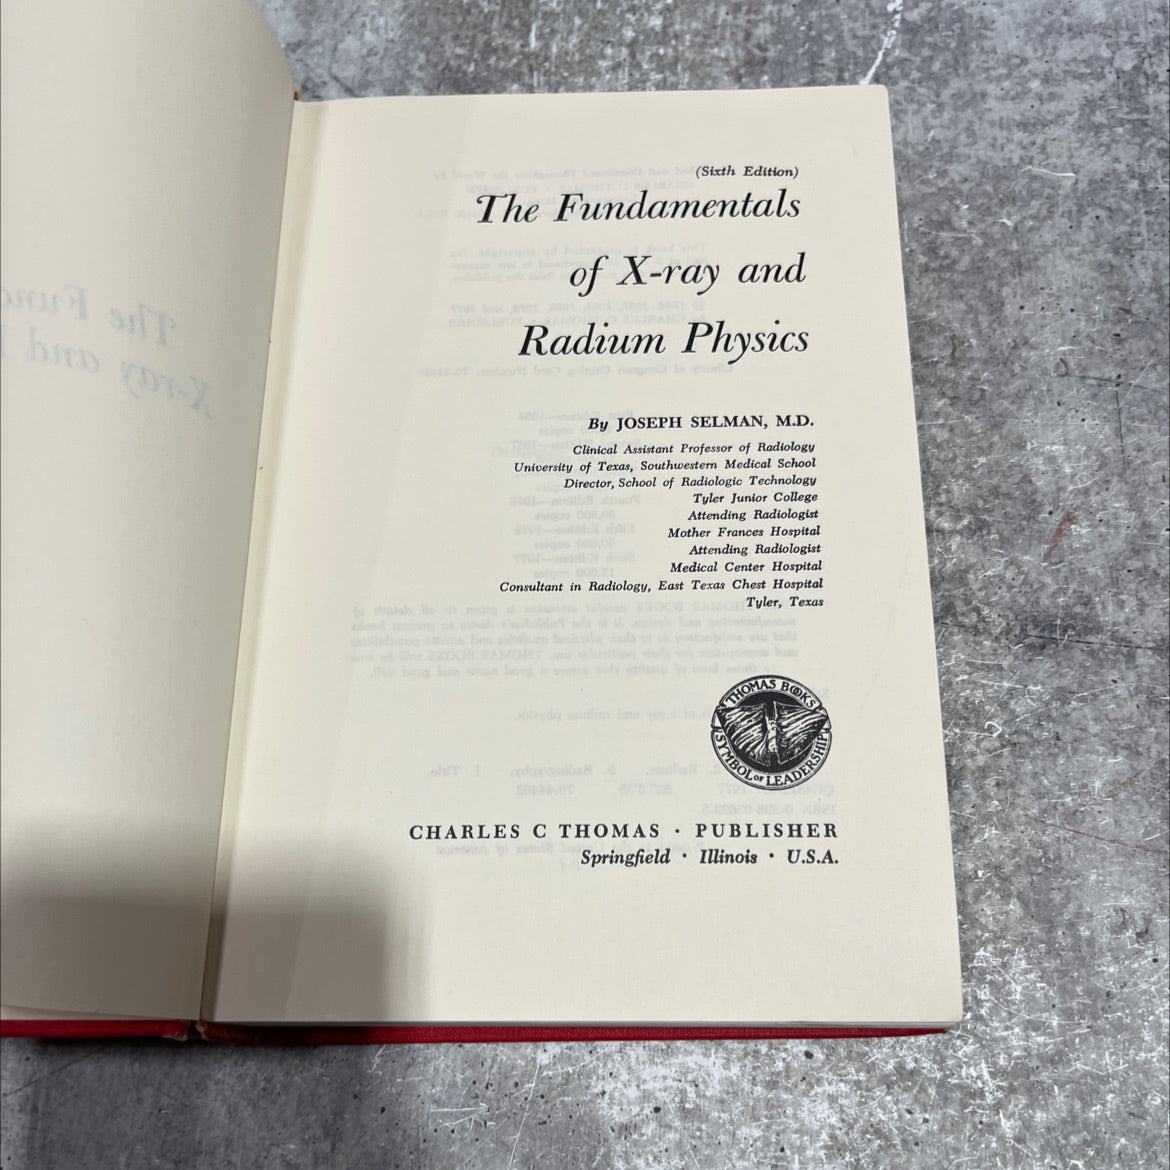 (Sixth Edition)
The Fundamentals
of X-ray and
Radium Physics
By JOSEPH SELMAN, M.D.
Clinical Assistant Professor of Radiology
University of Texas, Southwestern Medical School
Director, School of Radiologic Technology
Tyler Junior College
Attending Radiologist
Mother Frances Hospital
Attending Radiologist
Medical Center Hospital
Consultant in Radiology, East Texas Chest Hospital
Tyler, Texas
THOMAS BOOKS
SYMBOL OF LEADERSHIP
CHARLES C THOMAS · PUBLISHER
Springfield · Illinois · U.S.A.